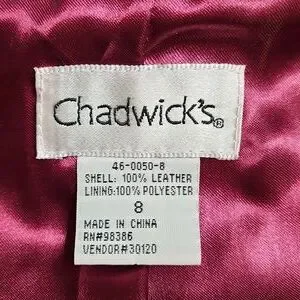 Chadwick's®
46-0050-8
SHELL: 100% LEATHER
LINING:100% POLYESTER
8
MADE IN CHINA
RN#98386
VENDOR#30120